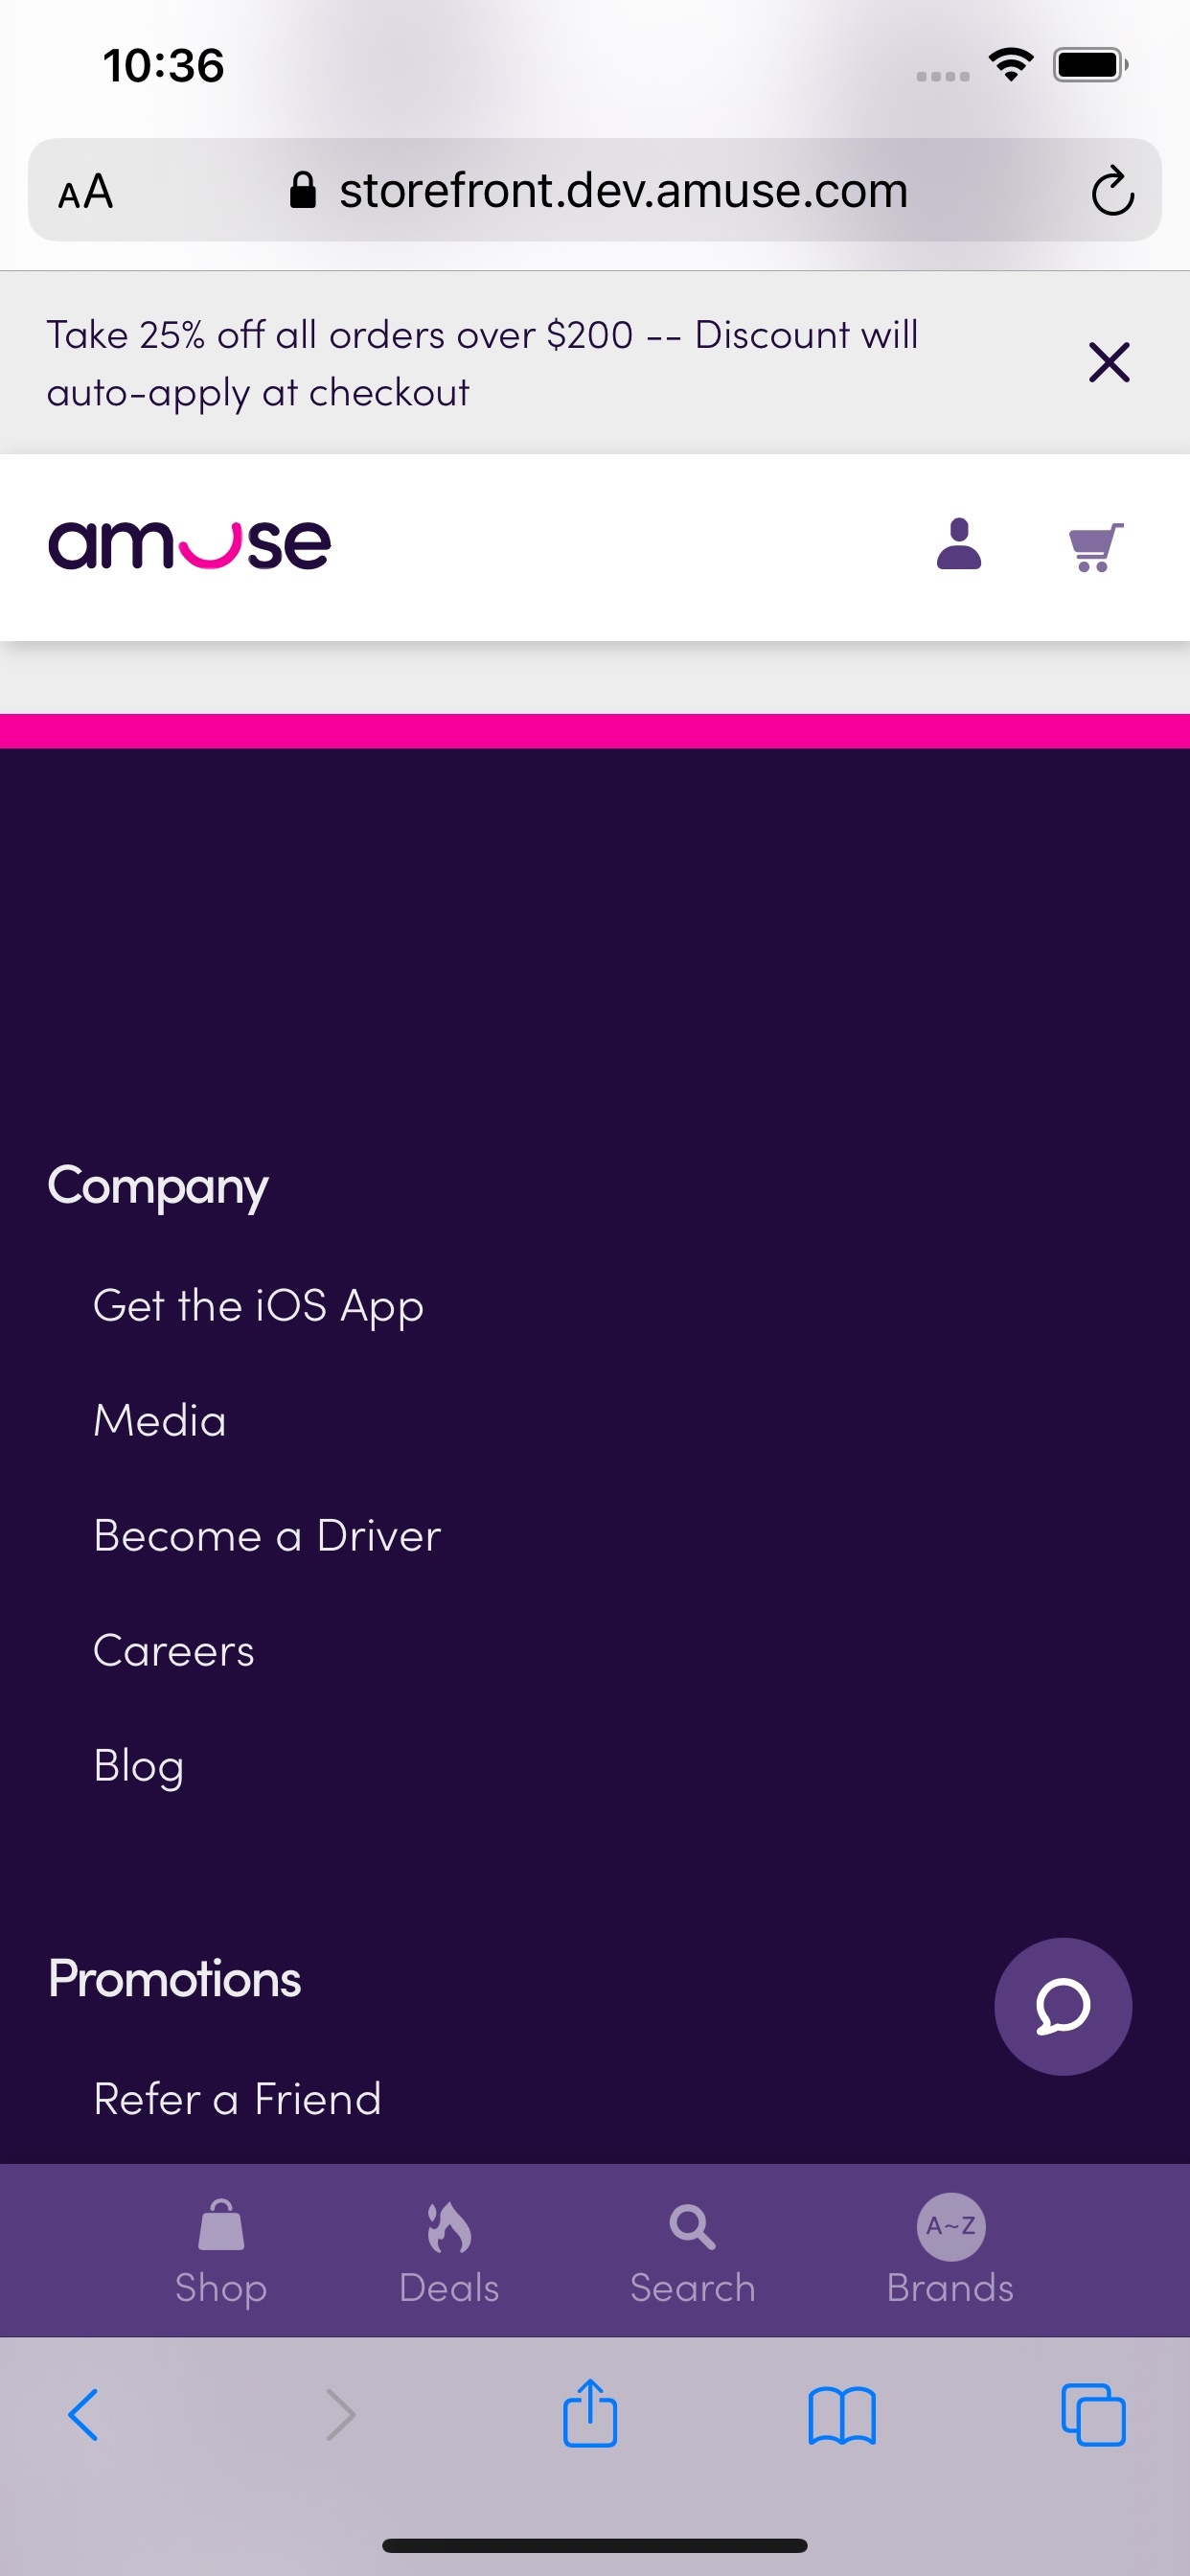 10:36
AA storefront.dev.amuse.com
Take 25% off all orders over $200 -- Discount will
auto-apply at checkout
amuse
Company
Get the iOS App
Media
Become a Driver
Careers
Blog
Promotions
Refer a Friend
A~Z
Shop Deals Search Brands